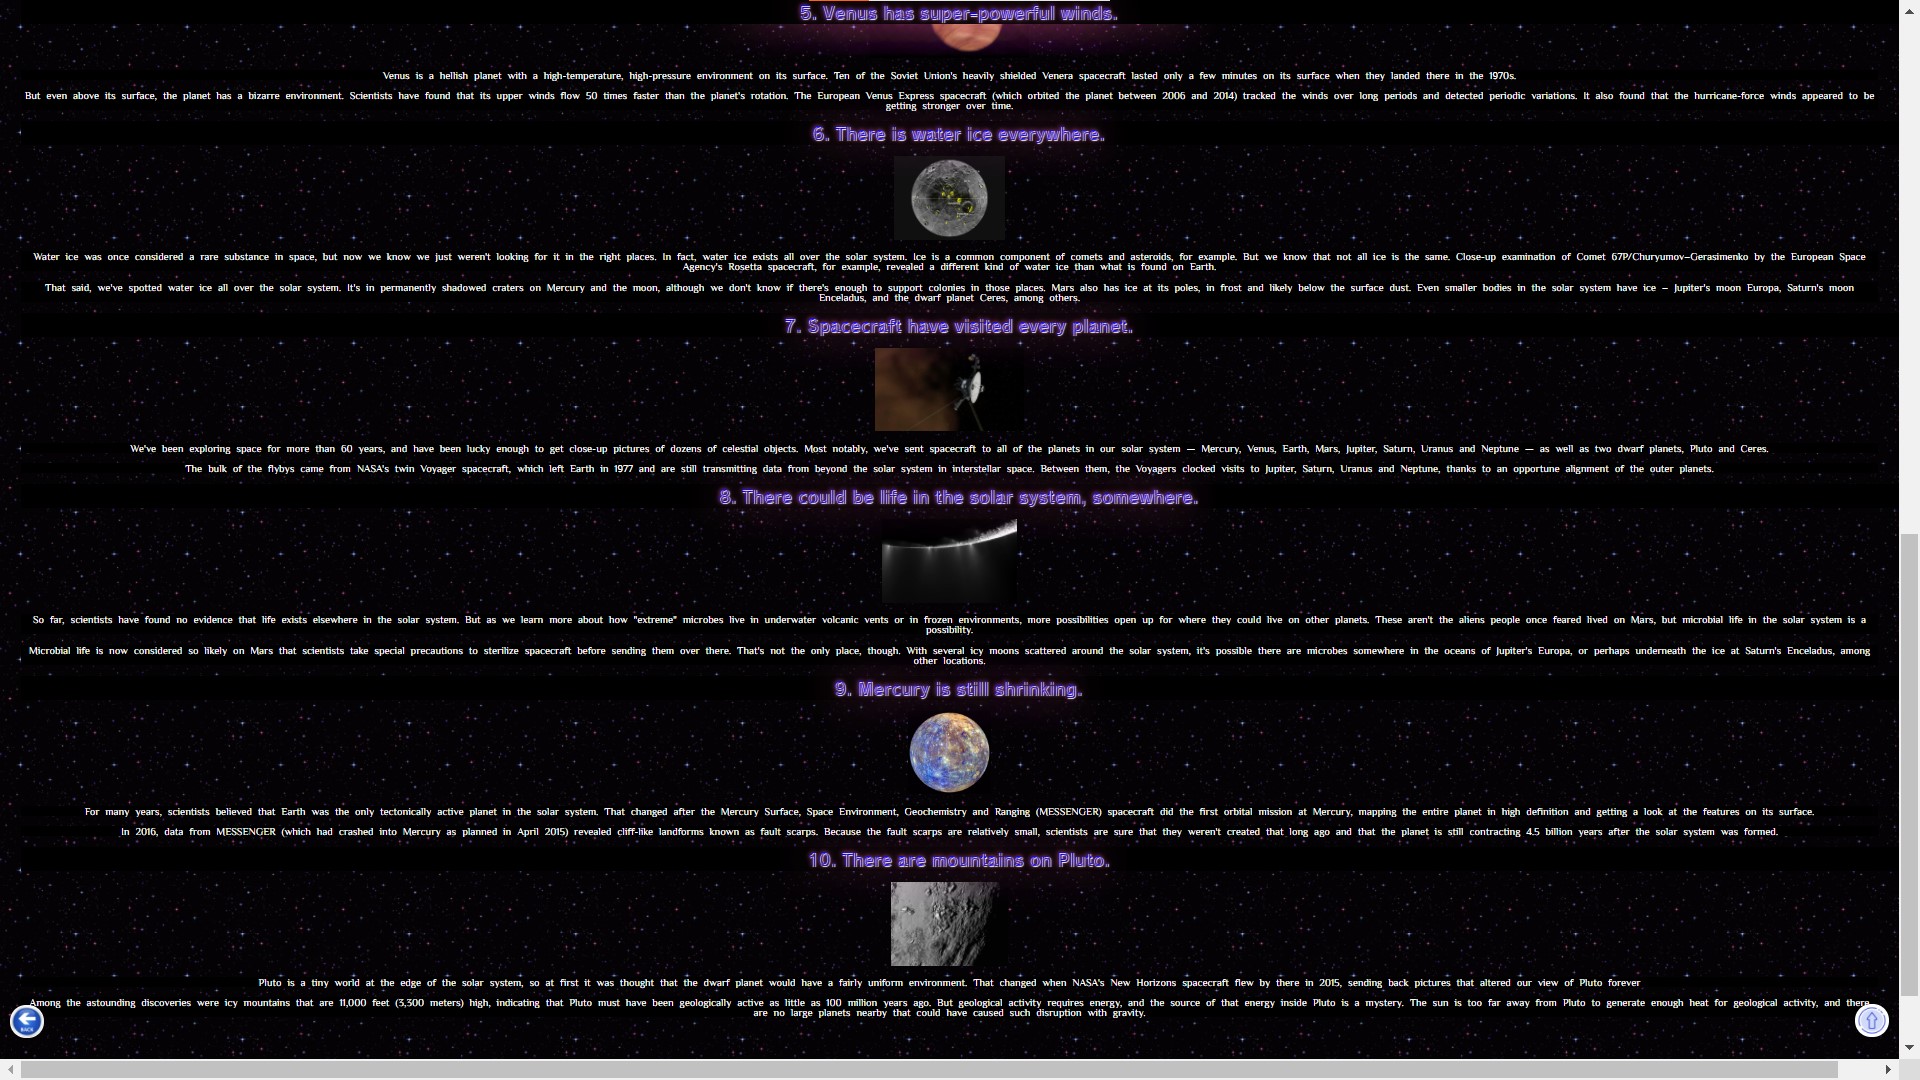 5. Venus has super-powerful winds.
Venus is a hellish planet with a high-temperature, high-pressure environment on its surface. Ten of the Soviet Union's heavily shielded Venera spacecraft lasted only a few minutes on its surface when they landed there in the 1970s.
But even above its surface, the planet has a bizarre environment. Scientists have found that its upper winds flow 50 times faster than the planet's rotation. The European Venus Express spacecraft (which orbited the planet between 2006 and 2014) tracked the winds over long periods and detected periodic variations. It also found that the hurricane-force winds appeared to be
getting stronger over time.
6. There is water ice everywhere.
Water ice was once considered a rare substance in space, but now we know we just weren't looking for it in the right places. In fact, water ice exists all over the solar system. Ice is a common component of comets and asteroids, for example. But we know that not all ice is the same. Close-up examination of Comet 67P/Churyumov–Gerasimenko by the European Space
Agency's Rosetta spacecraft, for example, revealed a different kind of water ice than what is found on Earth.
That said, we've spotted water ice all over the solar system. It's in permanently shadowed craters on Mercury and the moon, although we don't know if there's enough to support colonies in those places. Mars also has ice at its poles, in frost and likely below the surface dust. Even smaller bodies in the solar system have ice – Jupiter's moon Europa, Saturn's moon
Enceladus, and the dwarf planet Ceres, among others.
7. Spacecraft have visited every planet.
We've been exploring space for more than 60 years, and have been lucky enough to get close-up pictures of dozens of celestial objects. Most notably, we've sent spacecraft to all of the planets in our solar system — Mercury, Venus, Earth, Mars, Jupiter, Saturn, Uranus and Neptune — as well as two dwarf planets, Pluto and Ceres.
The bulk of the flybys came from NASA's twin Voyager spacecraft, which left Earth in 1977 and are still transmitting data from beyond the solar system in interstellar space. Between them, the Voyagers clocked visits to Jupiter, Saturn, Uranus and Neptune, thanks to an opportune alignment of the outer planets.
8. There could be life in the solar system, somewhere.
So far, scientists have found no evidence that life exists elsewhere in the solar system. But as we learn more about how "extreme" microbes live in underwater volcanic vents or in frozen environments, more possibilities open up for where they could live on other planets. These aren't the aliens people once feared lived on Mars, but microbial life in the solar system is a
possibility.
Microbial life is now considered so likely on Mars that scientists take special precautions to sterilize spacecraft before sending them over there. That's not the only place, though. With several icy moons scattered around the solar system, it's possible there are microbes somewhere in the oceans of Jupiter's Europa, or perhaps underneath the ice at Saturn's Enceladus, among
other locations.
9. Mercury is still shrinking.
For many years, scientists believed that Earth was the only tectonically active planet in the solar system. That changed after the Mercury Surface, Space Environment, Geochemistry and Ranging (MESSENGER) spacecraft did the first orbital mission at Mercury, mapping the entire planet in high definition and getting a look at the features on its surface.
In 2016, data from MESSENGER (which had crashed into Mercury as planned in April 2015) revealed cliff-like landforms known as fault scarps. Because the fault scarps are relatively small, scientists are sure that they weren't created that long ago and that the planet is still contracting 4.5 billion years after the solar system was formed.
10. There are mountains on Pluto.
Pluto is a tiny world at the edge of the solar system, so at first it was thought that the dwarf planet would have a fairly uniform environment. That changed when NASA's New Horizons spacecraft flew by there in 2015, sending back pictures that altered our view of Pluto forever
Among the astounding discoveries were icy mountains that are 11,000 feet (3,300 meters) high, indicating that Pluto must have been geologically active as little as 100 million years ago. But geological activity requires energy, and the source of that energy inside Pluto is a mystery. The sun is too far away from Pluto to generate enough heat for geological activity, and there
are no large planets nearby that could have caused such disruption with gravity.
BACK